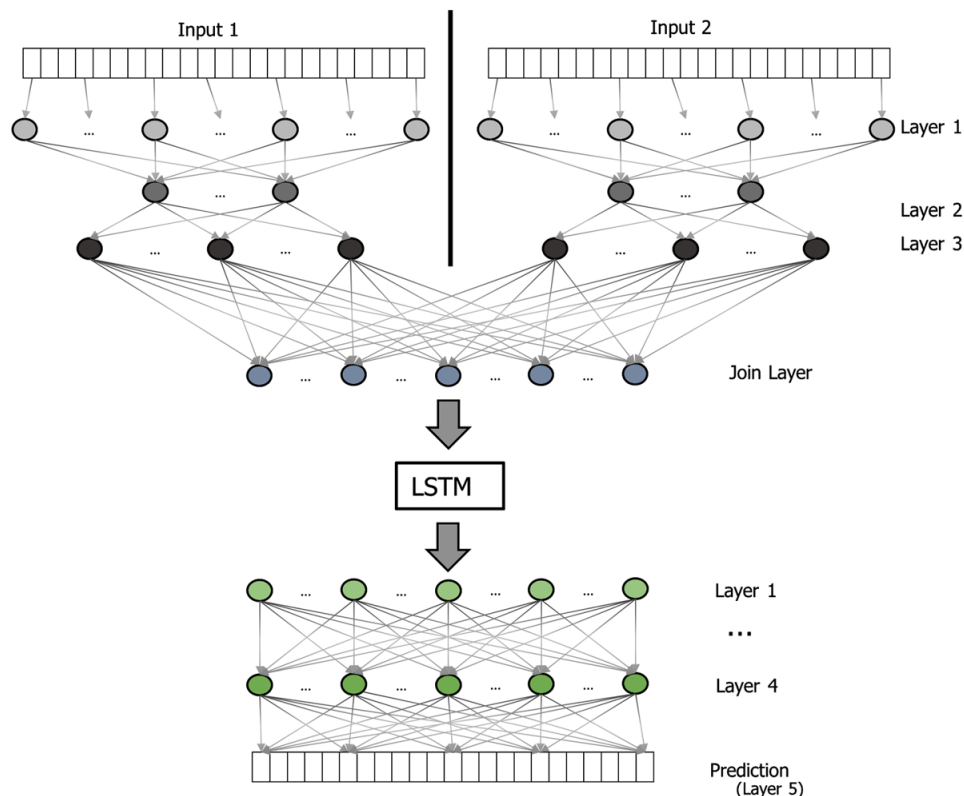 Input 1
Input 2
... ... ... ... ... ... Layer 1
... ...
Layer 2
... ... ... ... Layer 3
... ... ... ... Join Layer
LSTM
... ... ... ... Layer 1
...
... ... ... ... Layer 4
Prediction
(Layer 5)